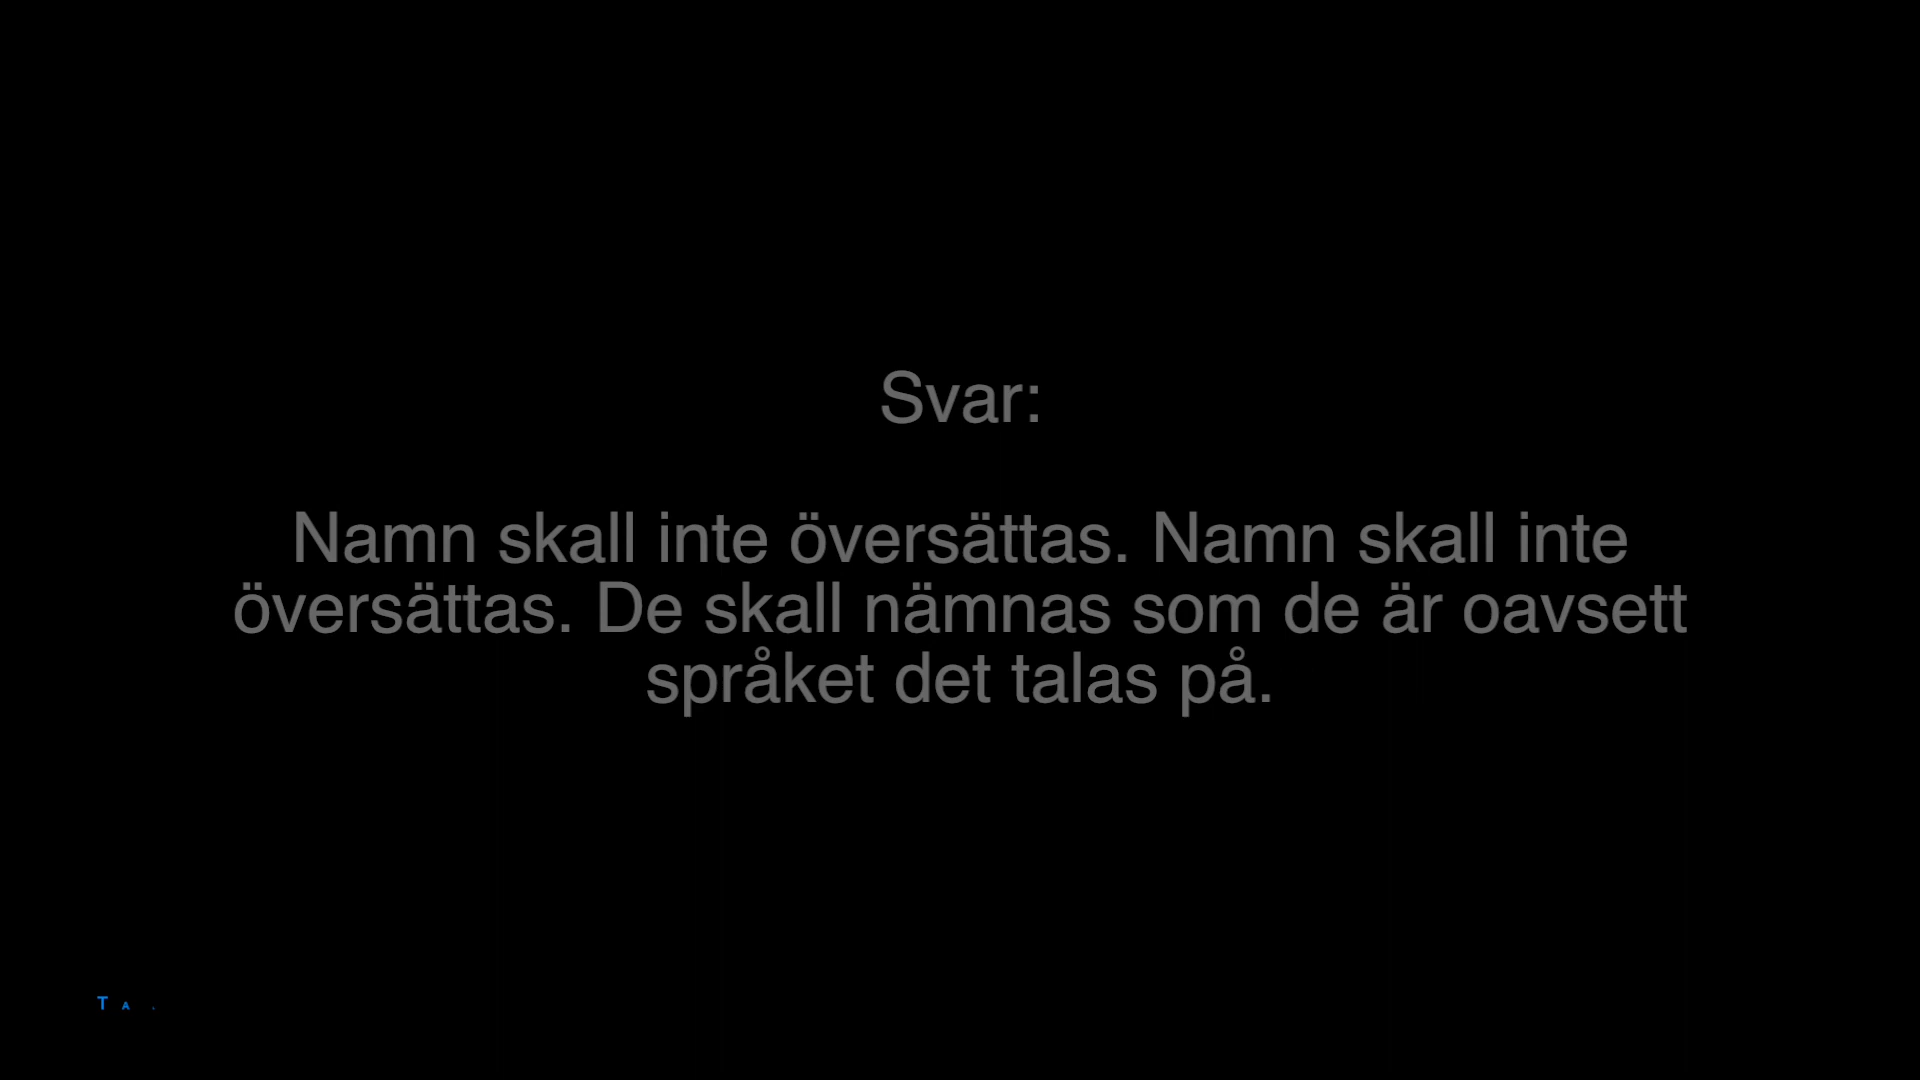 Svar:
Namn skall inte översättas. Namn skall inte
översättas. De skall nämnas som de är oavsett
språket det talas på.
T A